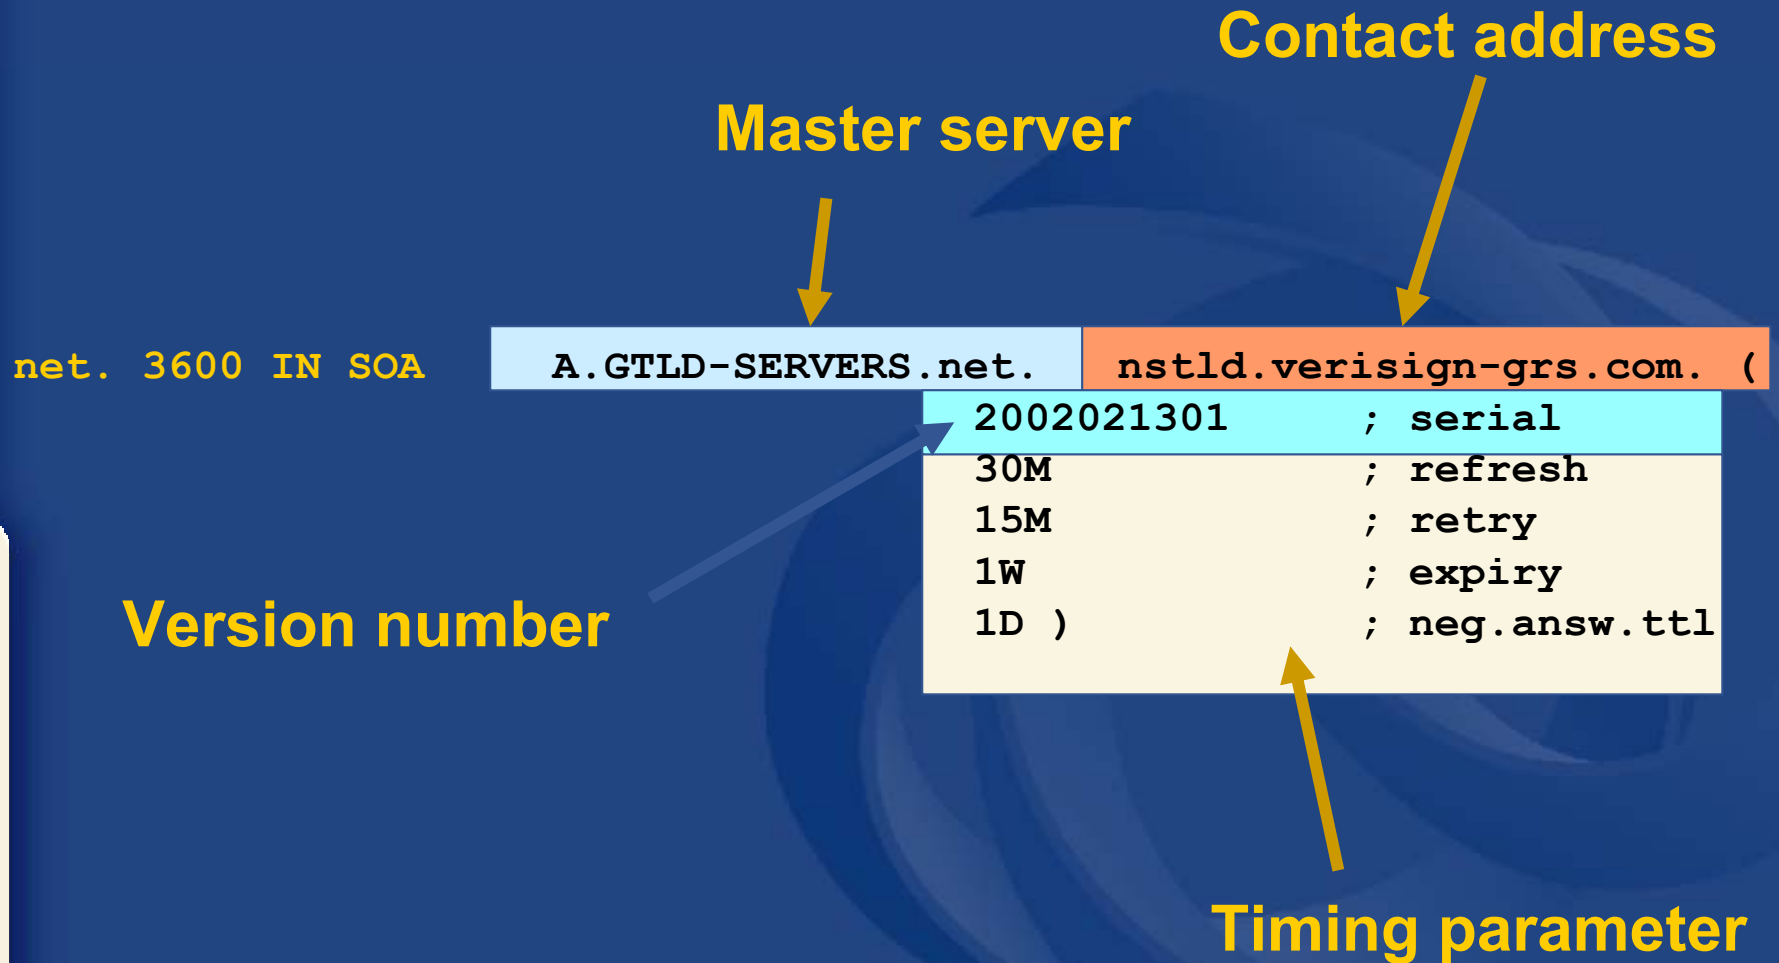 Contact address
Master server
net. 3600 IN SOA A.GTLD-SERVERS.net. nstld.verisign-grs.com. (
2002021301 ; serial
30M ; refresh
15M ; retry
1W ; expiry
1D ) ; neg.answ.ttl
Version number
Timing parameter